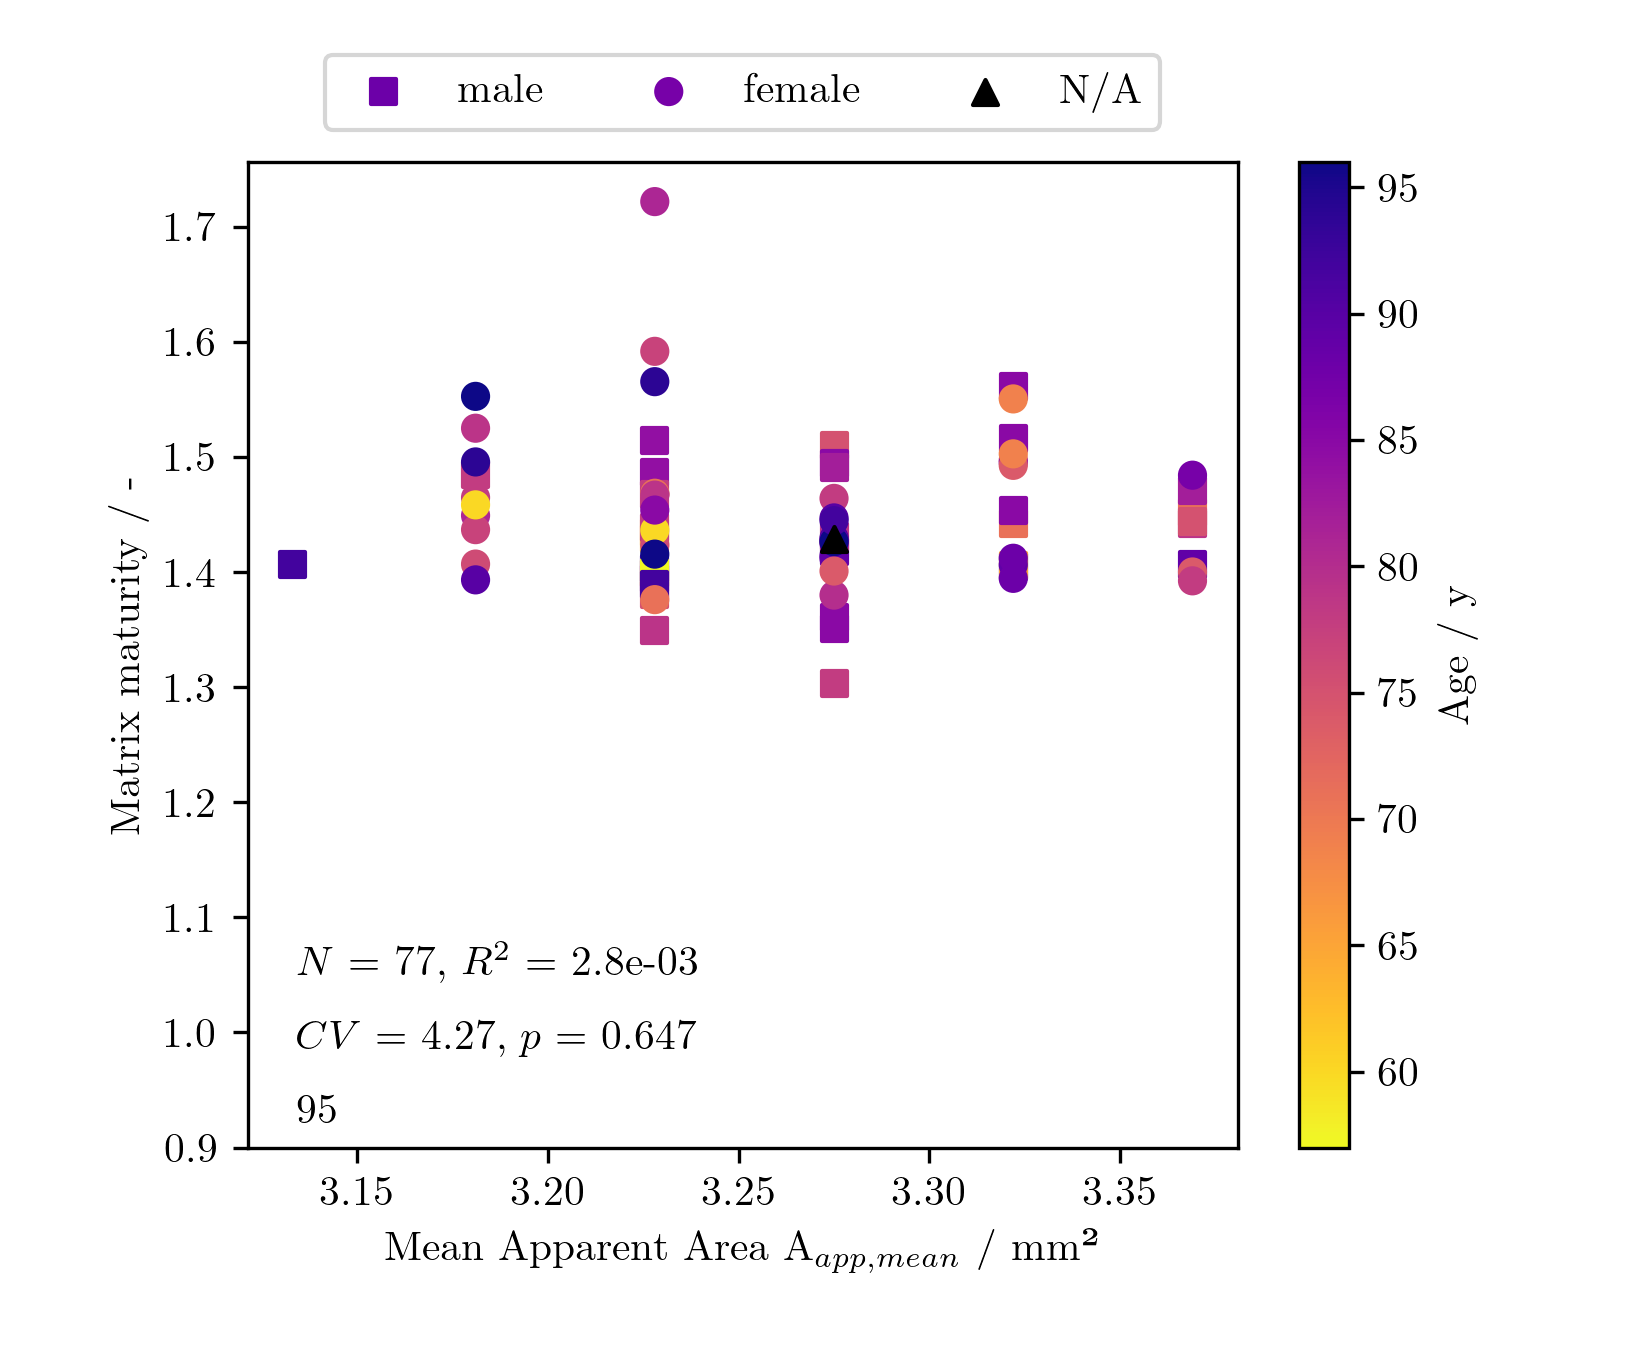 male female N/A
1.7
1.6
1.5
1.4
1.3
1.2
1.1
1.0
0.9
Matrix maturity / -
N = 77, R² = 2.8e-03
CV = 4.27, p = 0.647
95
3.15 3.20 3.25 3.30 3.35
Mean Apparent Area A_app,mean / mm²
95
90
85
80
75
70
65
60
Age / y